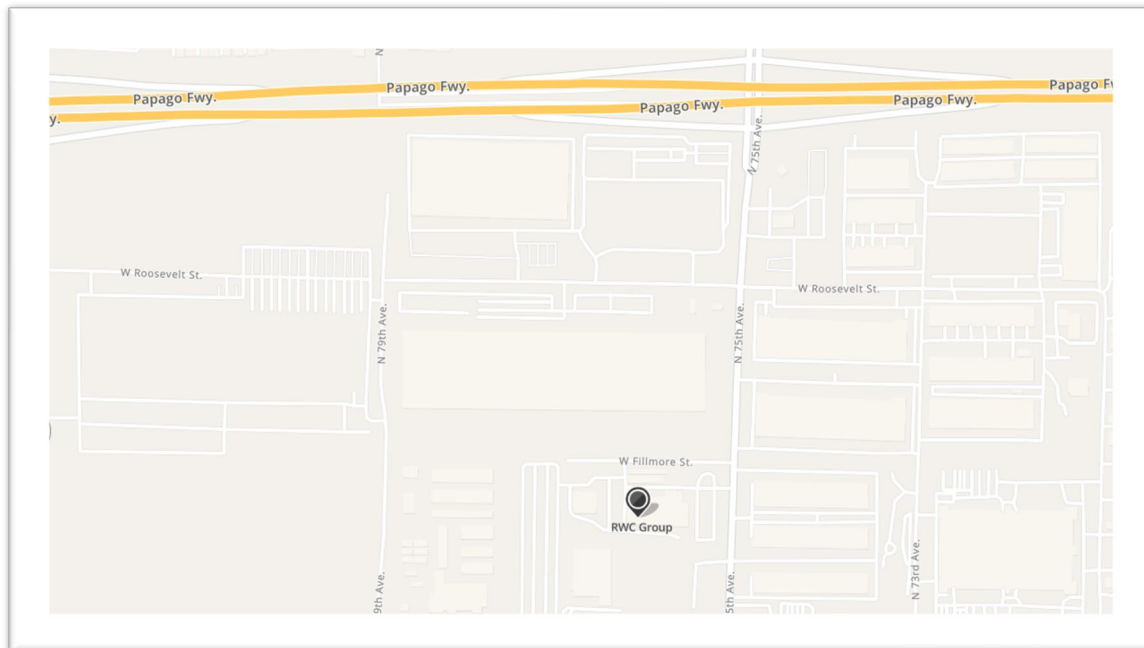 N
Papago Fwy.
Papago Fwy.
Papago Fw
y.
Papago Fwy.
Papago Fwy.
N 75th Ave.
W Roosevelt St.
W Roosevelt St.
N 79th Ave.
N 75th Ave.
W Fillmore St.
RWC Group
9th Ave.
5th Ave.
N 73rd Ave.